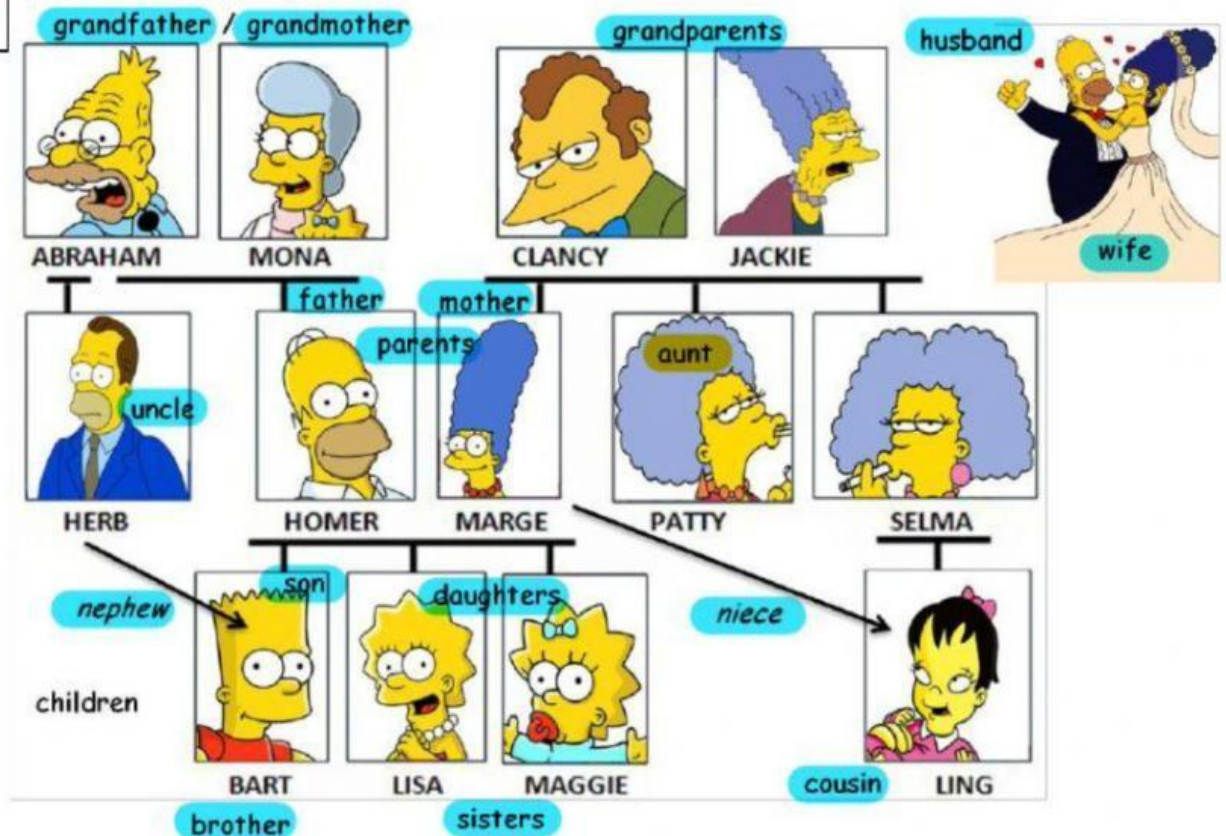 grandfather / grandmother
grandparents
husband
wife
ABRAHAM MONA CLANCY JACKIE
father mother
parents
aunt
uncle
HERB HOMER MARGE PATTY SELMA
son daughters
nephew niece
children
BART LISA MAGGIE cousin LING
brother sisters